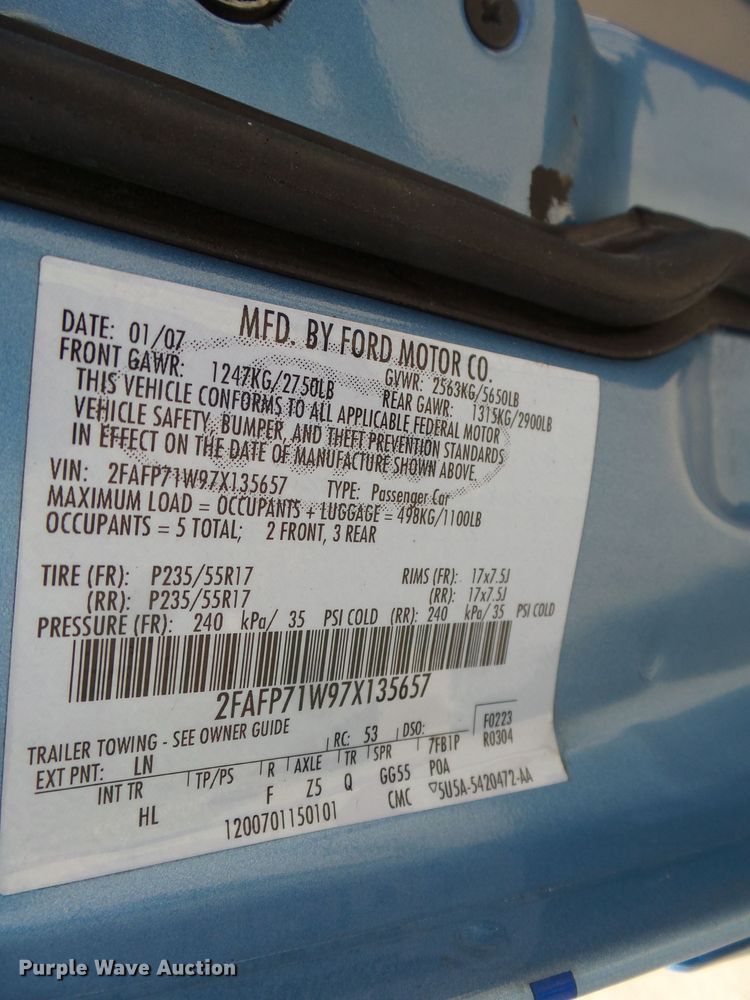 MFD. BY FORD MOTOR CO.
DATE: 01/07 GVWR: 2563KG/5650LB
FRONT GAWR: 1247KG/2750LB REAR GAWR: 1315KG/2900LB
THIS VEHICLE CONFORMS TO ALL APPLICABLE FEDERAL MOTOR
VEHICLE SAFETY, BUMPER, AND THEFT PREVENTION STANDARDS
IN EFFECT ON THE DATE OF MANUFACTURE SHOWN ABOVE.
VIN: 2FAFP71W97X135657 TYPE: Passenger Car
MAXIMUM LOAD = OCCUPANTS + LUGGAGE = 498KG/1100LB
OCCUPANTS = 5 TOTAL; 2 FRONT, 3 REAR
TIRE (FR): P235/55R17 RIMS (FR): 17x7.5J
(RR): P235/55R17 (RR): 17x7.5J
PRESSURE (FR): 240 kPa/ 35 PSI COLD (RR): 240 kPa/ 35 PSI COLD
2FAFP71W97X135657
TRAILER TOWING - SEE OWNER GUIDE F0223
EXT PNT: LN RC: 53 DSO: R0304
INT TR TP/PS R AXLE TR SPR 7FB1P
HL F Z5 Q GG55 POA
1200701150101 CMC ▽5U5A-5420472-AA
Purple Wave Auction